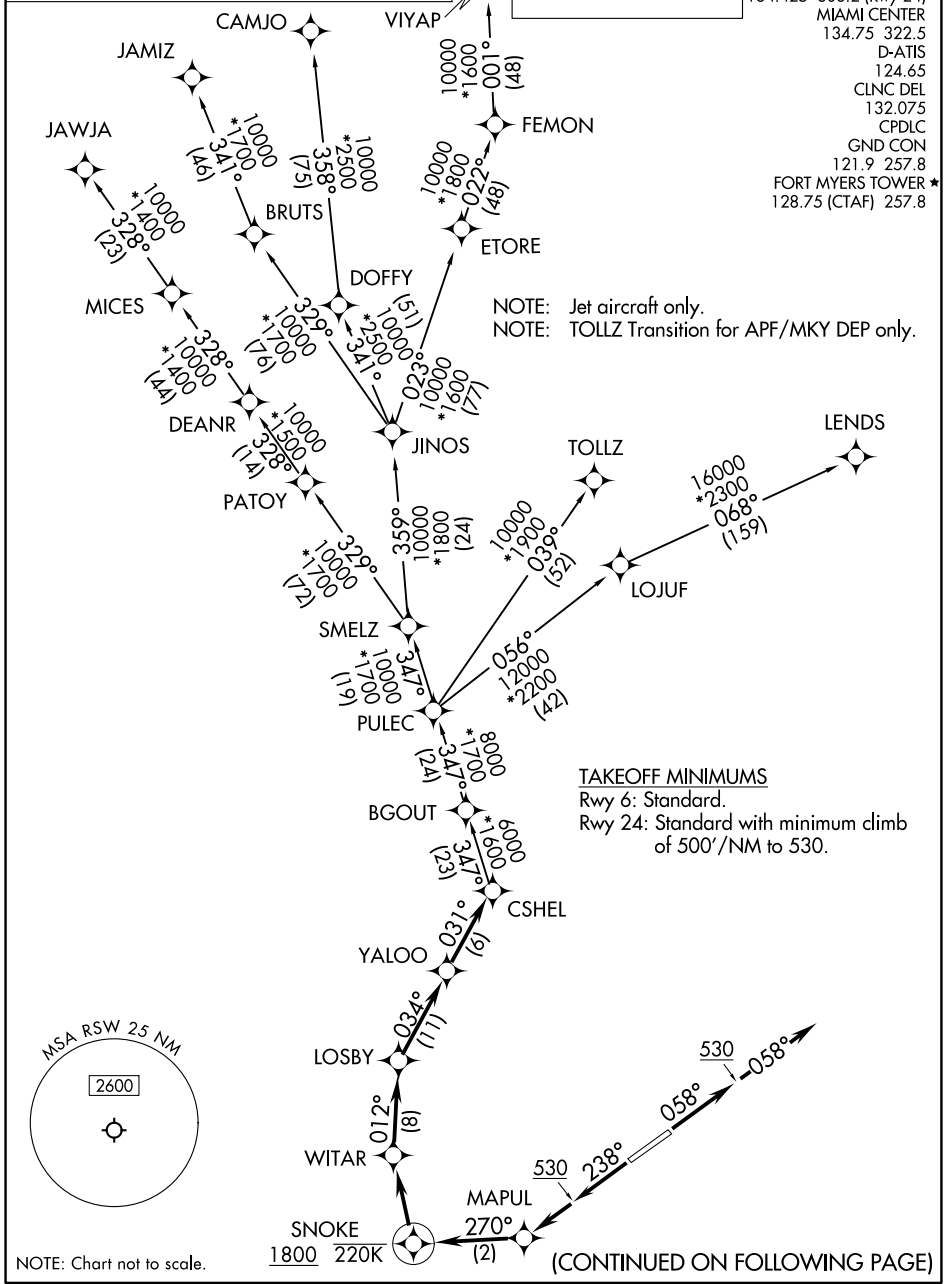 CAMJO
VIYAP
JAMIZ
MIAMI CENTER
134.75 322.5
D-ATIS
124.65
CLNC DEL
132.075
CPDLC
GND CON
121.9 257.8
FORT MYERS TOWER ★
128.75 (CTAF) 257.8
10000
*1600
001°
(48)
FEMON
JAWJA
10000
*1700
341°
(46)
10000
*2500
358°
(75)
10000
*1800
022°
(48)
BRUTS
ETORE
10000
*1400
328°
(23)
MICES
DOFFY
NOTE: Jet aircraft only.
NOTE: TOLLZ Transition for APF/MKY DEP only.
329°
10000
*1700
(76)
(51)
10000
*2500
341°
023°
10000
*1600
(77)
328°
10000
*1400
(44)
DEANR
JINOS
LENDS
TOLLZ
10000
*1500
328°
(14)
PATOY
16000
*2300
068°
(159)
359°
10000
*1800
(24)
10000
*1900
039°
(52)
329°
10000
*1700
(72)
LOJUF
SMELZ
347°
10000
*1700
(19)
056°
12000
*2200
(42)
PULEC
8000
*1700
347°
(24)
TAKEOFF MINIMUMS
Rwy 6: Standard.
Rwy 24: Standard with minimum climb
of 500'/NM to 530.
BGOUT
6000
*1600
347°
(23)
CSHEL
031°
(6)
YALOO
034°
(11)
LOSBY
MSA RSW 25 NM
2600
012°
(8)
WITAR
530
058°
058°
238°
530
MAPUL
270°
(2)
SNOKE
1800 220K
NOTE: Chart not to scale.
(CONTINUED ON FOLLOWING PAGE)